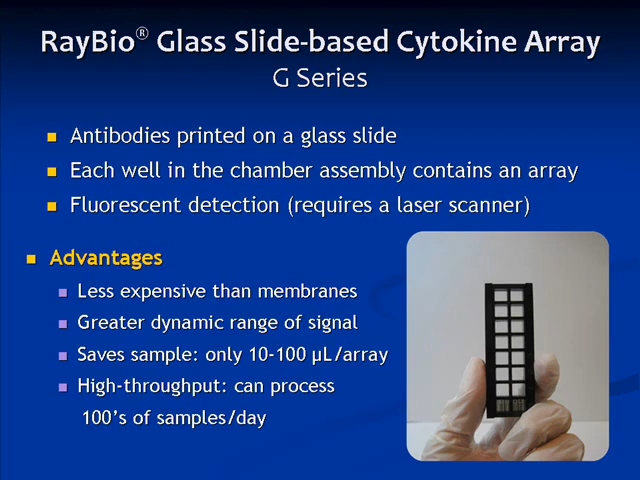 RayBio® Glass Slide-based Cytokine Array
G Series
Antibodies printed on a glass slide
Each well in the chamber assembly contains an array
Fluorescent detection (requires a laser scanner)
Advantages
Less expensive than membranes
Greater dynamic range of signal
Saves sample: only 10-100 µL/array
High-throughput: can process
100's of samples/day